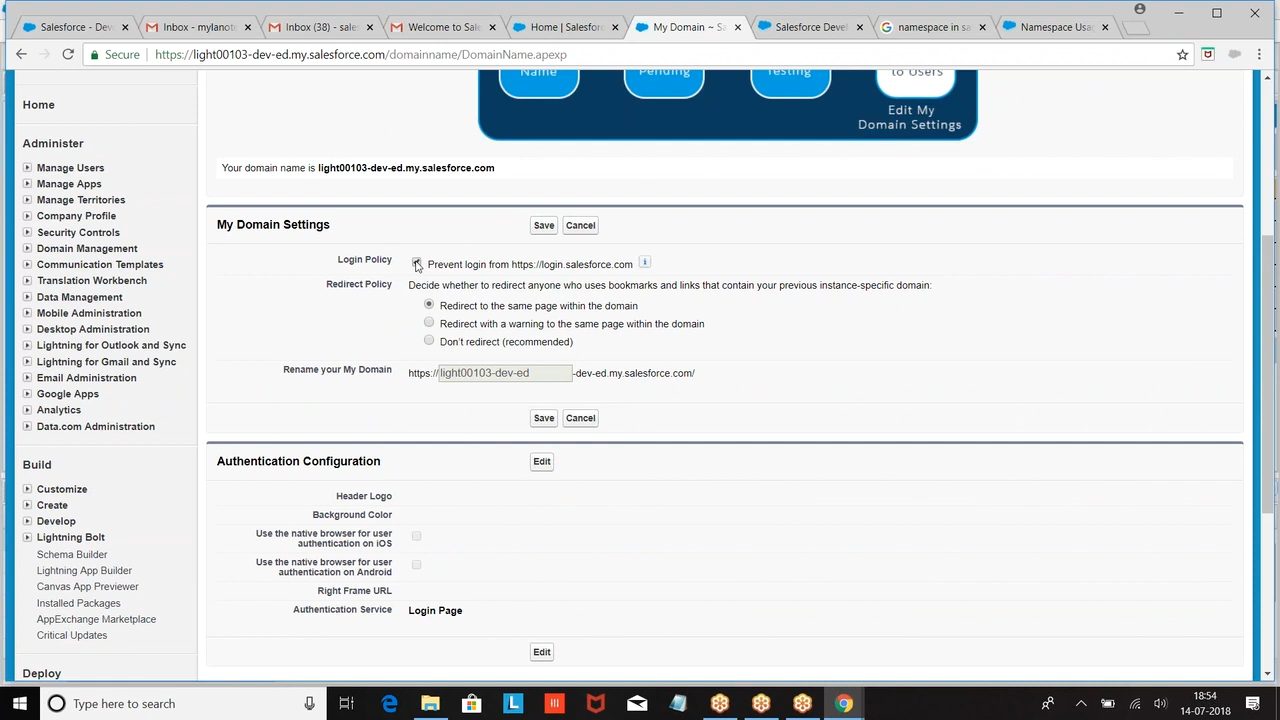 Salesforce - Dev
Inbox - mylanot
Inbox (38) - sales
Welcome to Sales
Home | Salesforc
My Domain ~ Sa
Salesforce Devel
namespace in sa
Namespace Usa
Secure https://light00103-dev-ed.my.salesforce.com/domainname/DomainName.apexp
Name
Pending
Testing
to Users
Edit My
Domain Settings
Your domain name is light00103-dev-ed.my.salesforce.com
My Domain Settings
Save
Cancel
Login Policy
Prevent login from https://login.salesforce.com
Redirect Policy
Decide whether to redirect anyone who uses bookmarks and links that contain your previous instance-specific domain:
Redirect to the same page within the domain
Redirect with a warning to the same page within the domain
Don't redirect (recommended)
Rename your My Domain
https:// light00103-dev-ed -dev-ed.my.salesforce.com/
Save
Cancel
Authentication Configuration
Edit
Header Logo
Background Color
Use the native browser for user
authentication on iOS
Use the native browser for user
authentication on Android
Right Frame URL
Authentication Service
Login Page
Edit
Home
Administer
Manage Users
Manage Apps
Manage Territories
Company Profile
Security Controls
Domain Management
Communication Templates
Translation Workbench
Data Management
Mobile Administration
Desktop Administration
Lightning for Outlook and Sync
Lightning for Gmail and Sync
Email Administration
Google Apps
Analytics
Data.com Administration
Build
Customize
Create
Develop
Lightning Bolt
Schema Builder
Lightning App Builder
Canvas App Previewer
Installed Packages
AppExchange Marketplace
Critical Updates
Deploy
Type here to search
18:54
14-07-2018